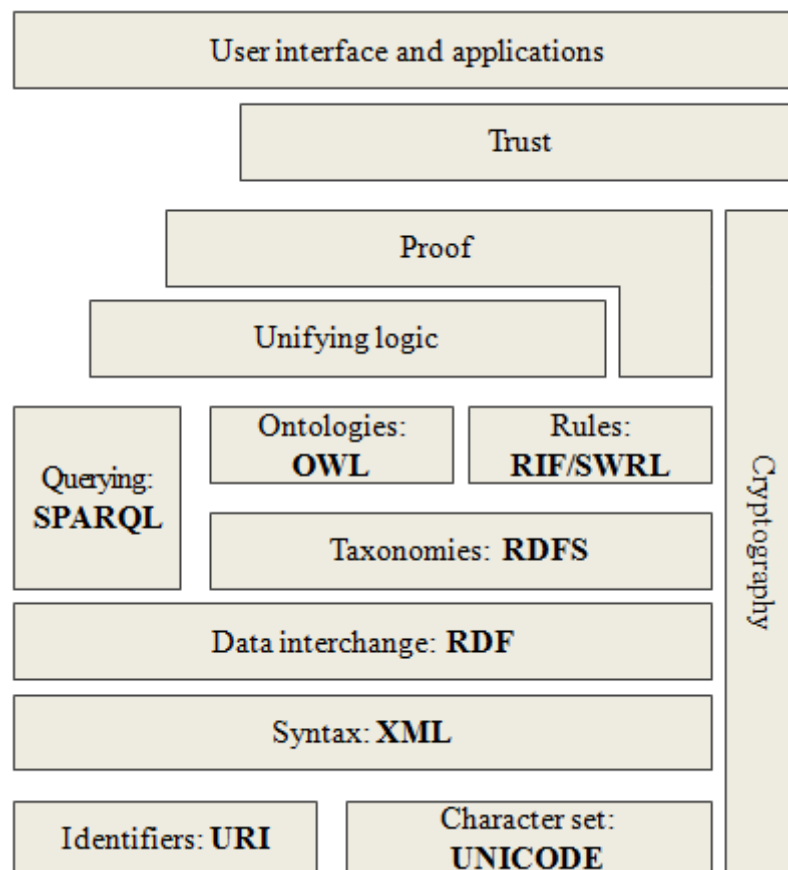 User interface and applications
Trust
Proof
Unifying logic
Querying:
SPARQL
Ontologies:
OWL
Rules:
RIF/SWRL
Taxonomies: RDFS
Cryptography
Data interchange: RDF
Syntax: XML
Identifiers: URI
Character set:
UNICODE